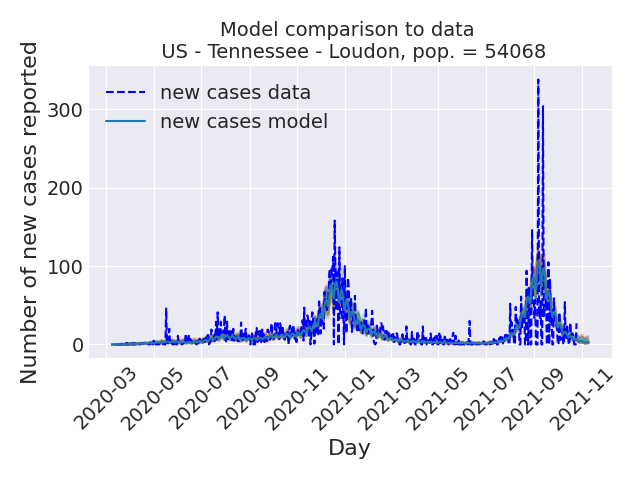 Model comparison to data
US - Tennessee - Loudon, pop. = 54068
Number of new cases reported
300
200
100
0
new cases data
new cases model
2020-03
2020-05
2020-07
2020-09
2020-11
2021-01
2021-03
2021-05
2021-07
2021-09
2021-11
Day